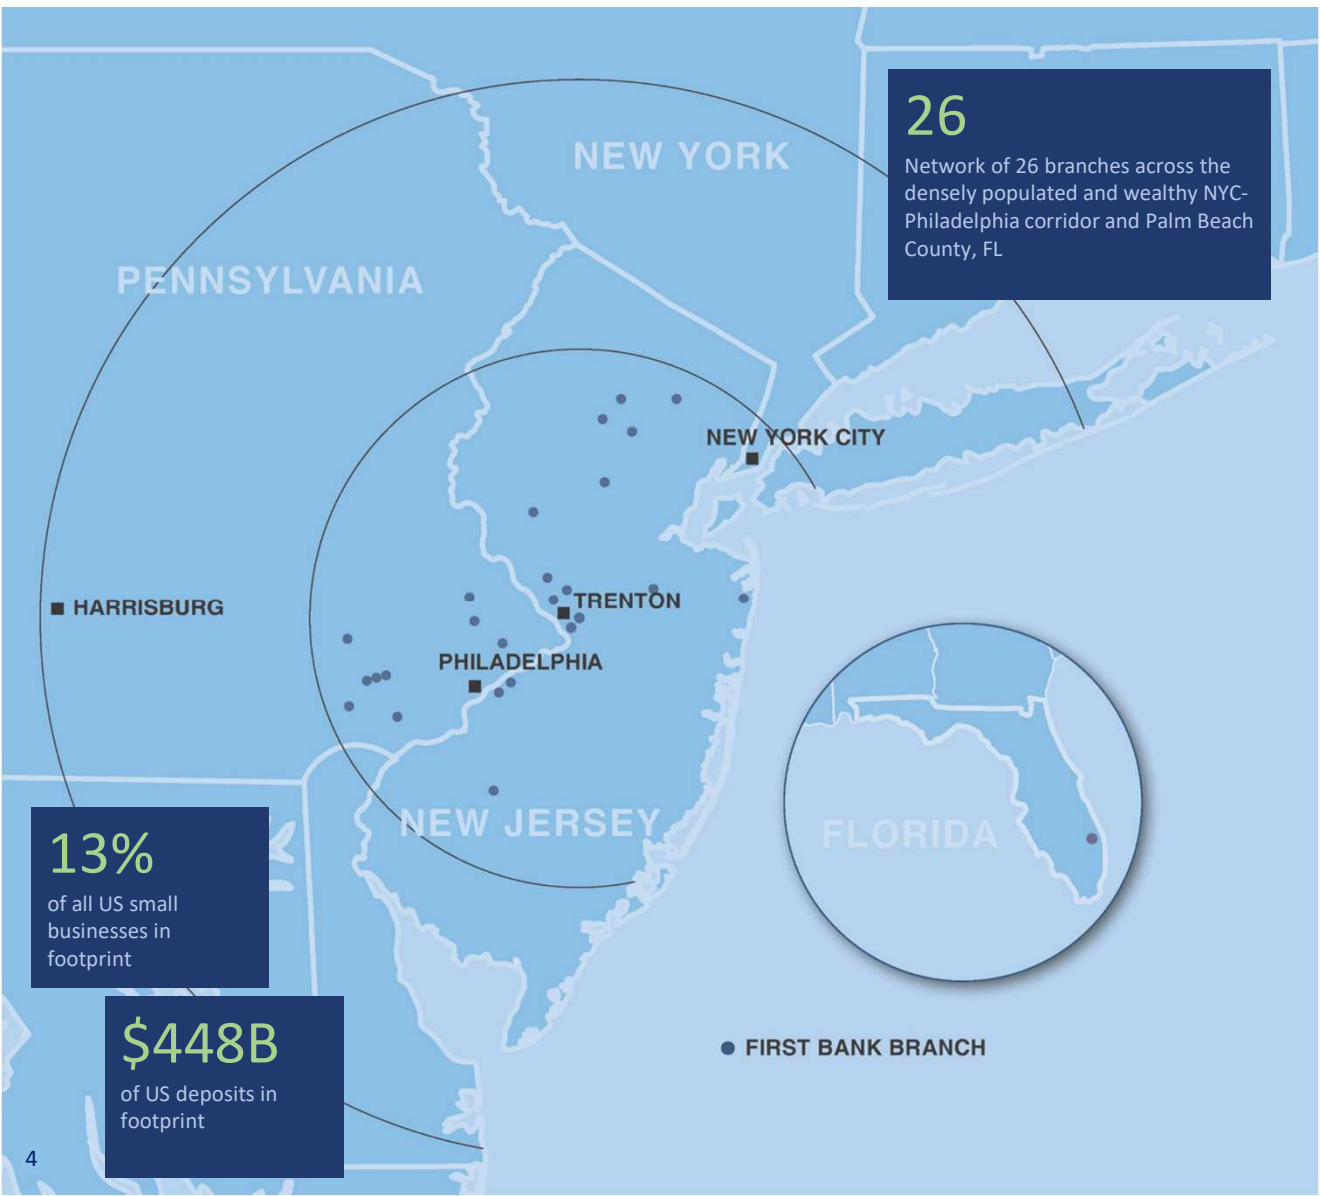 26
Network of 26 branches across the
densely populated and wealthy NYC-
Philadelphia corridor and Palm Beach
County, FL
NEW YORK
PENNSYLVANIA
NEW YORK CITY
HARRISBURG
TRENTON
PHILADELPHIA
NEW JERSEY
FLORIDA
13%
of all US small
businesses in
footprint
$448B
of US deposits in
footprint
FIRST BANK BRANCH
4